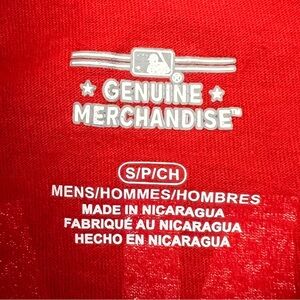 GENUINE
MERCHANDISE™
S/P/CH
MENS/HOMMES/HOMBRES
MADE IN NICARAGUA
FABRIQUÉ AU NICARAGUA
HECHO EN NICARAGUA